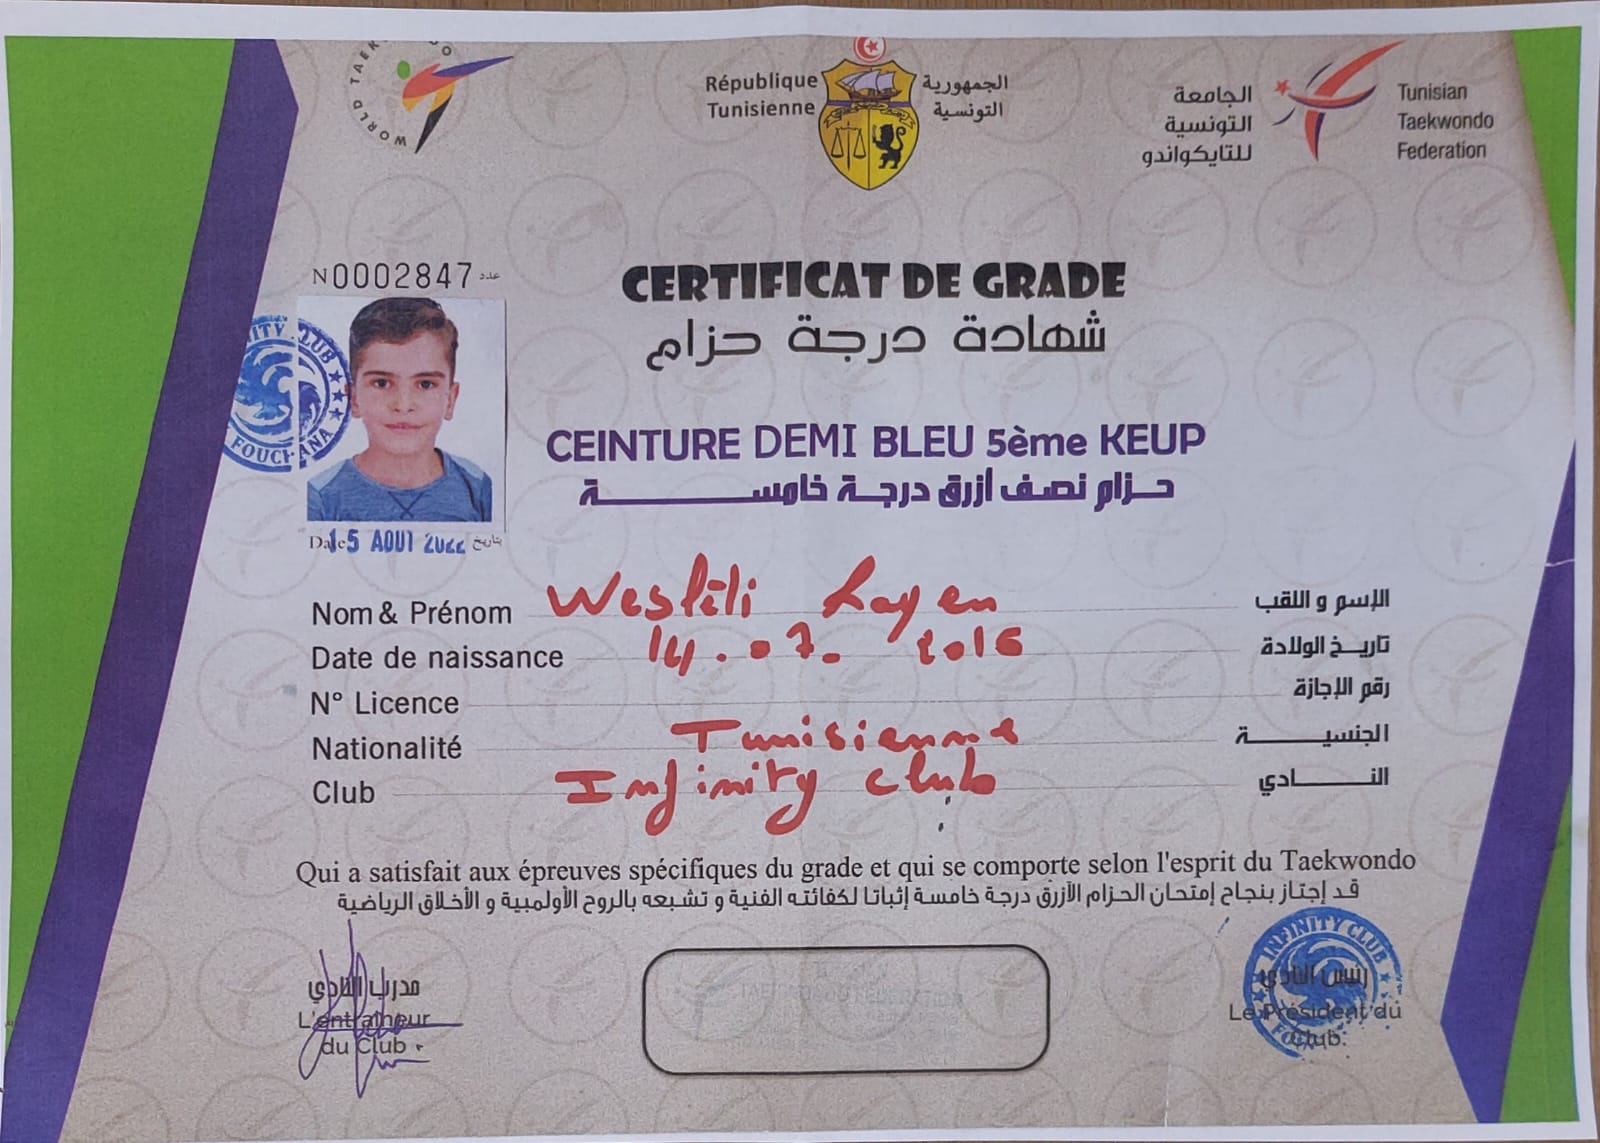 WORLD TAEK
République
Tunisienne
الجمهورية
التونسية
الجامعة
التونسية
للتايكواندو
Tunisian
Taekwondo
Federation
N0002847 عدد
CERTIFICAT DE GRADE
شهادة درجة حزام
INFINITY CLUB
FOUCHANA
CEINTURE DEMI BLEU 5ème KEUP
حزام نصف أزرق درجة خامسة
Date 15 AOUT 2022 بتاريخ
Nom & Prénom Westéti Rayen الإسم و اللقب
Date de naissance 14.07.2016 تاريخ الولادة
N° Licence رقم الإجازة
Nationalité Tunisienne الجنسية
Club Infinity club النادي
Qui a satisfait aux épreuves spécifiques du grade et qui se comporte selon l'esprit du Taekwondo
قد إجتاز بنجاح إمتحان الحزام الأزرق درجة خامسة إثباتا لكفائته الفنية و تشبعه بالروح الأولمبية و الأخلاق الرياضية
مدرب النادي
L'entraîneur
du Club
TAEKWONDO FEDERATION
INFINITY CLUB
رئيس النادي
Le Président du
Club.